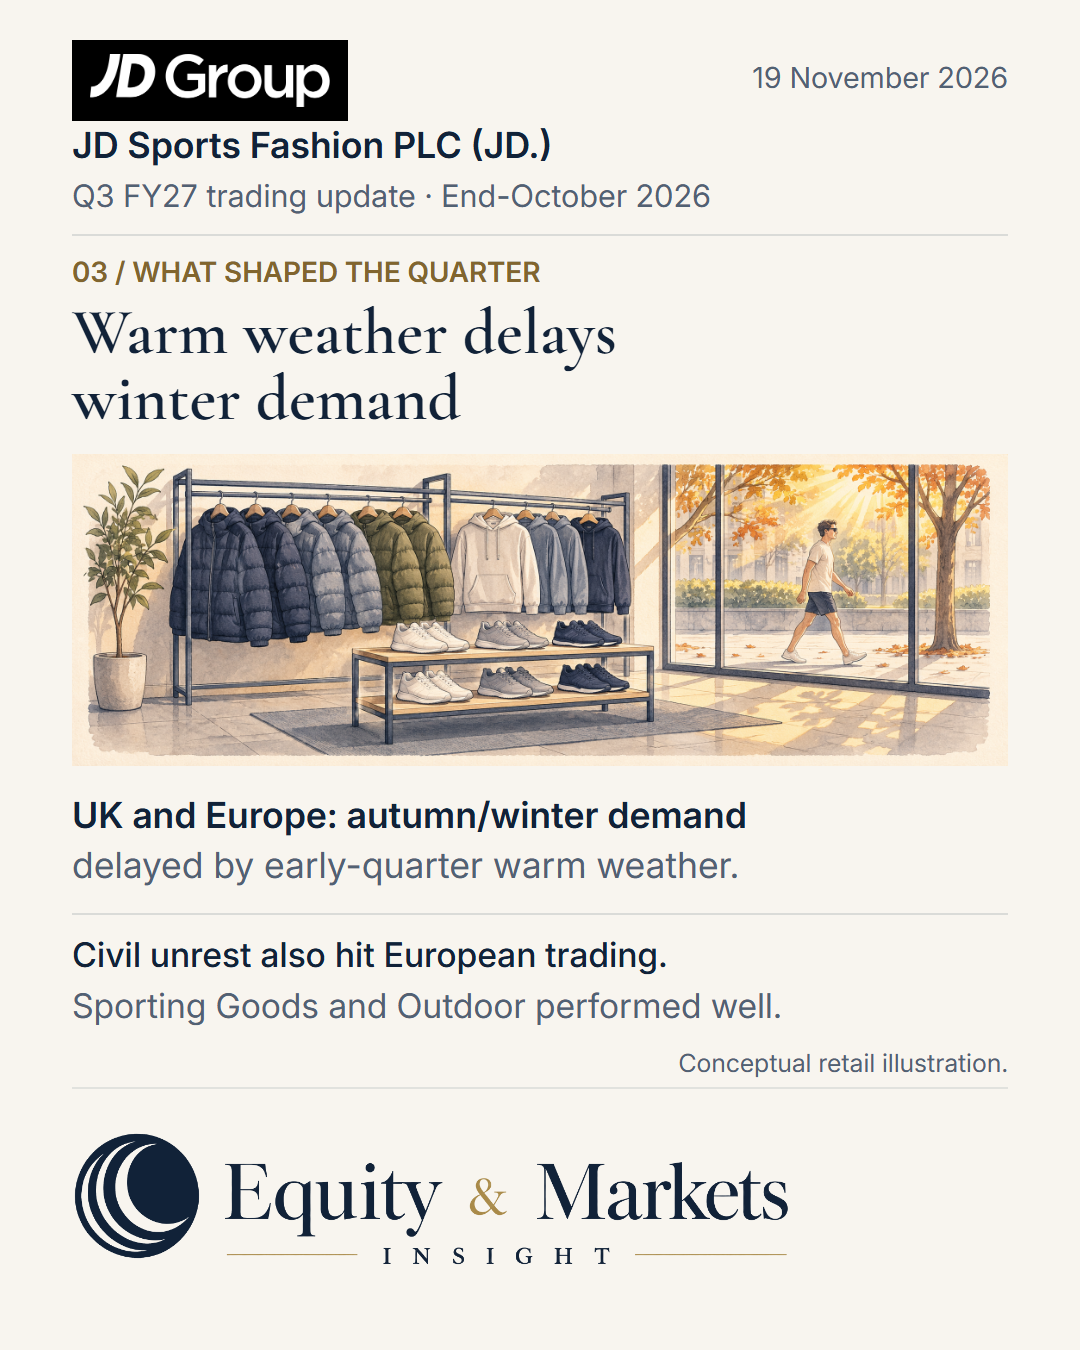 JD Group
19 November 2026
JD Sports Fashion PLC (JD.)
Q3 FY27 trading update · End-October 2026
03 / WHAT SHAPED THE QUARTER
Warm weather delays
winter demand
UK and Europe: autumn/winter demand
delayed by early-quarter warm weather.
Civil unrest also hit European trading.
Sporting Goods and Outdoor performed well.
Conceptual retail illustration.
Equity & Markets
INSIGHT